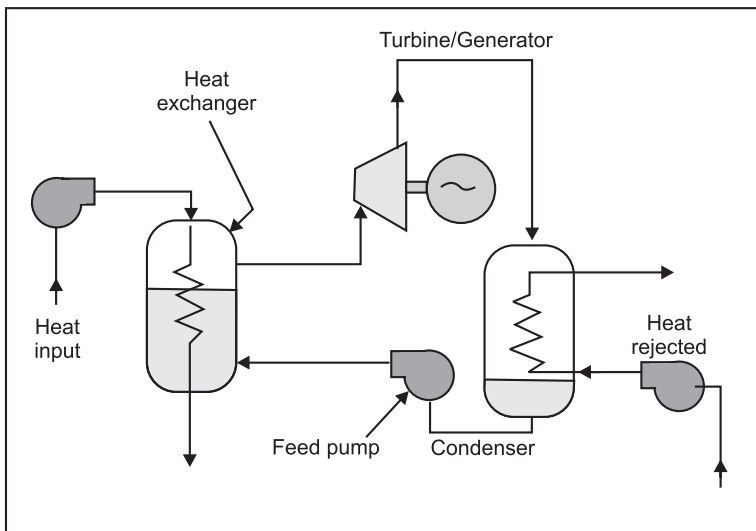 Turbine/Generator
Heat
exchanger
Heat
input
Heat
rejected
Feed pump
Condenser